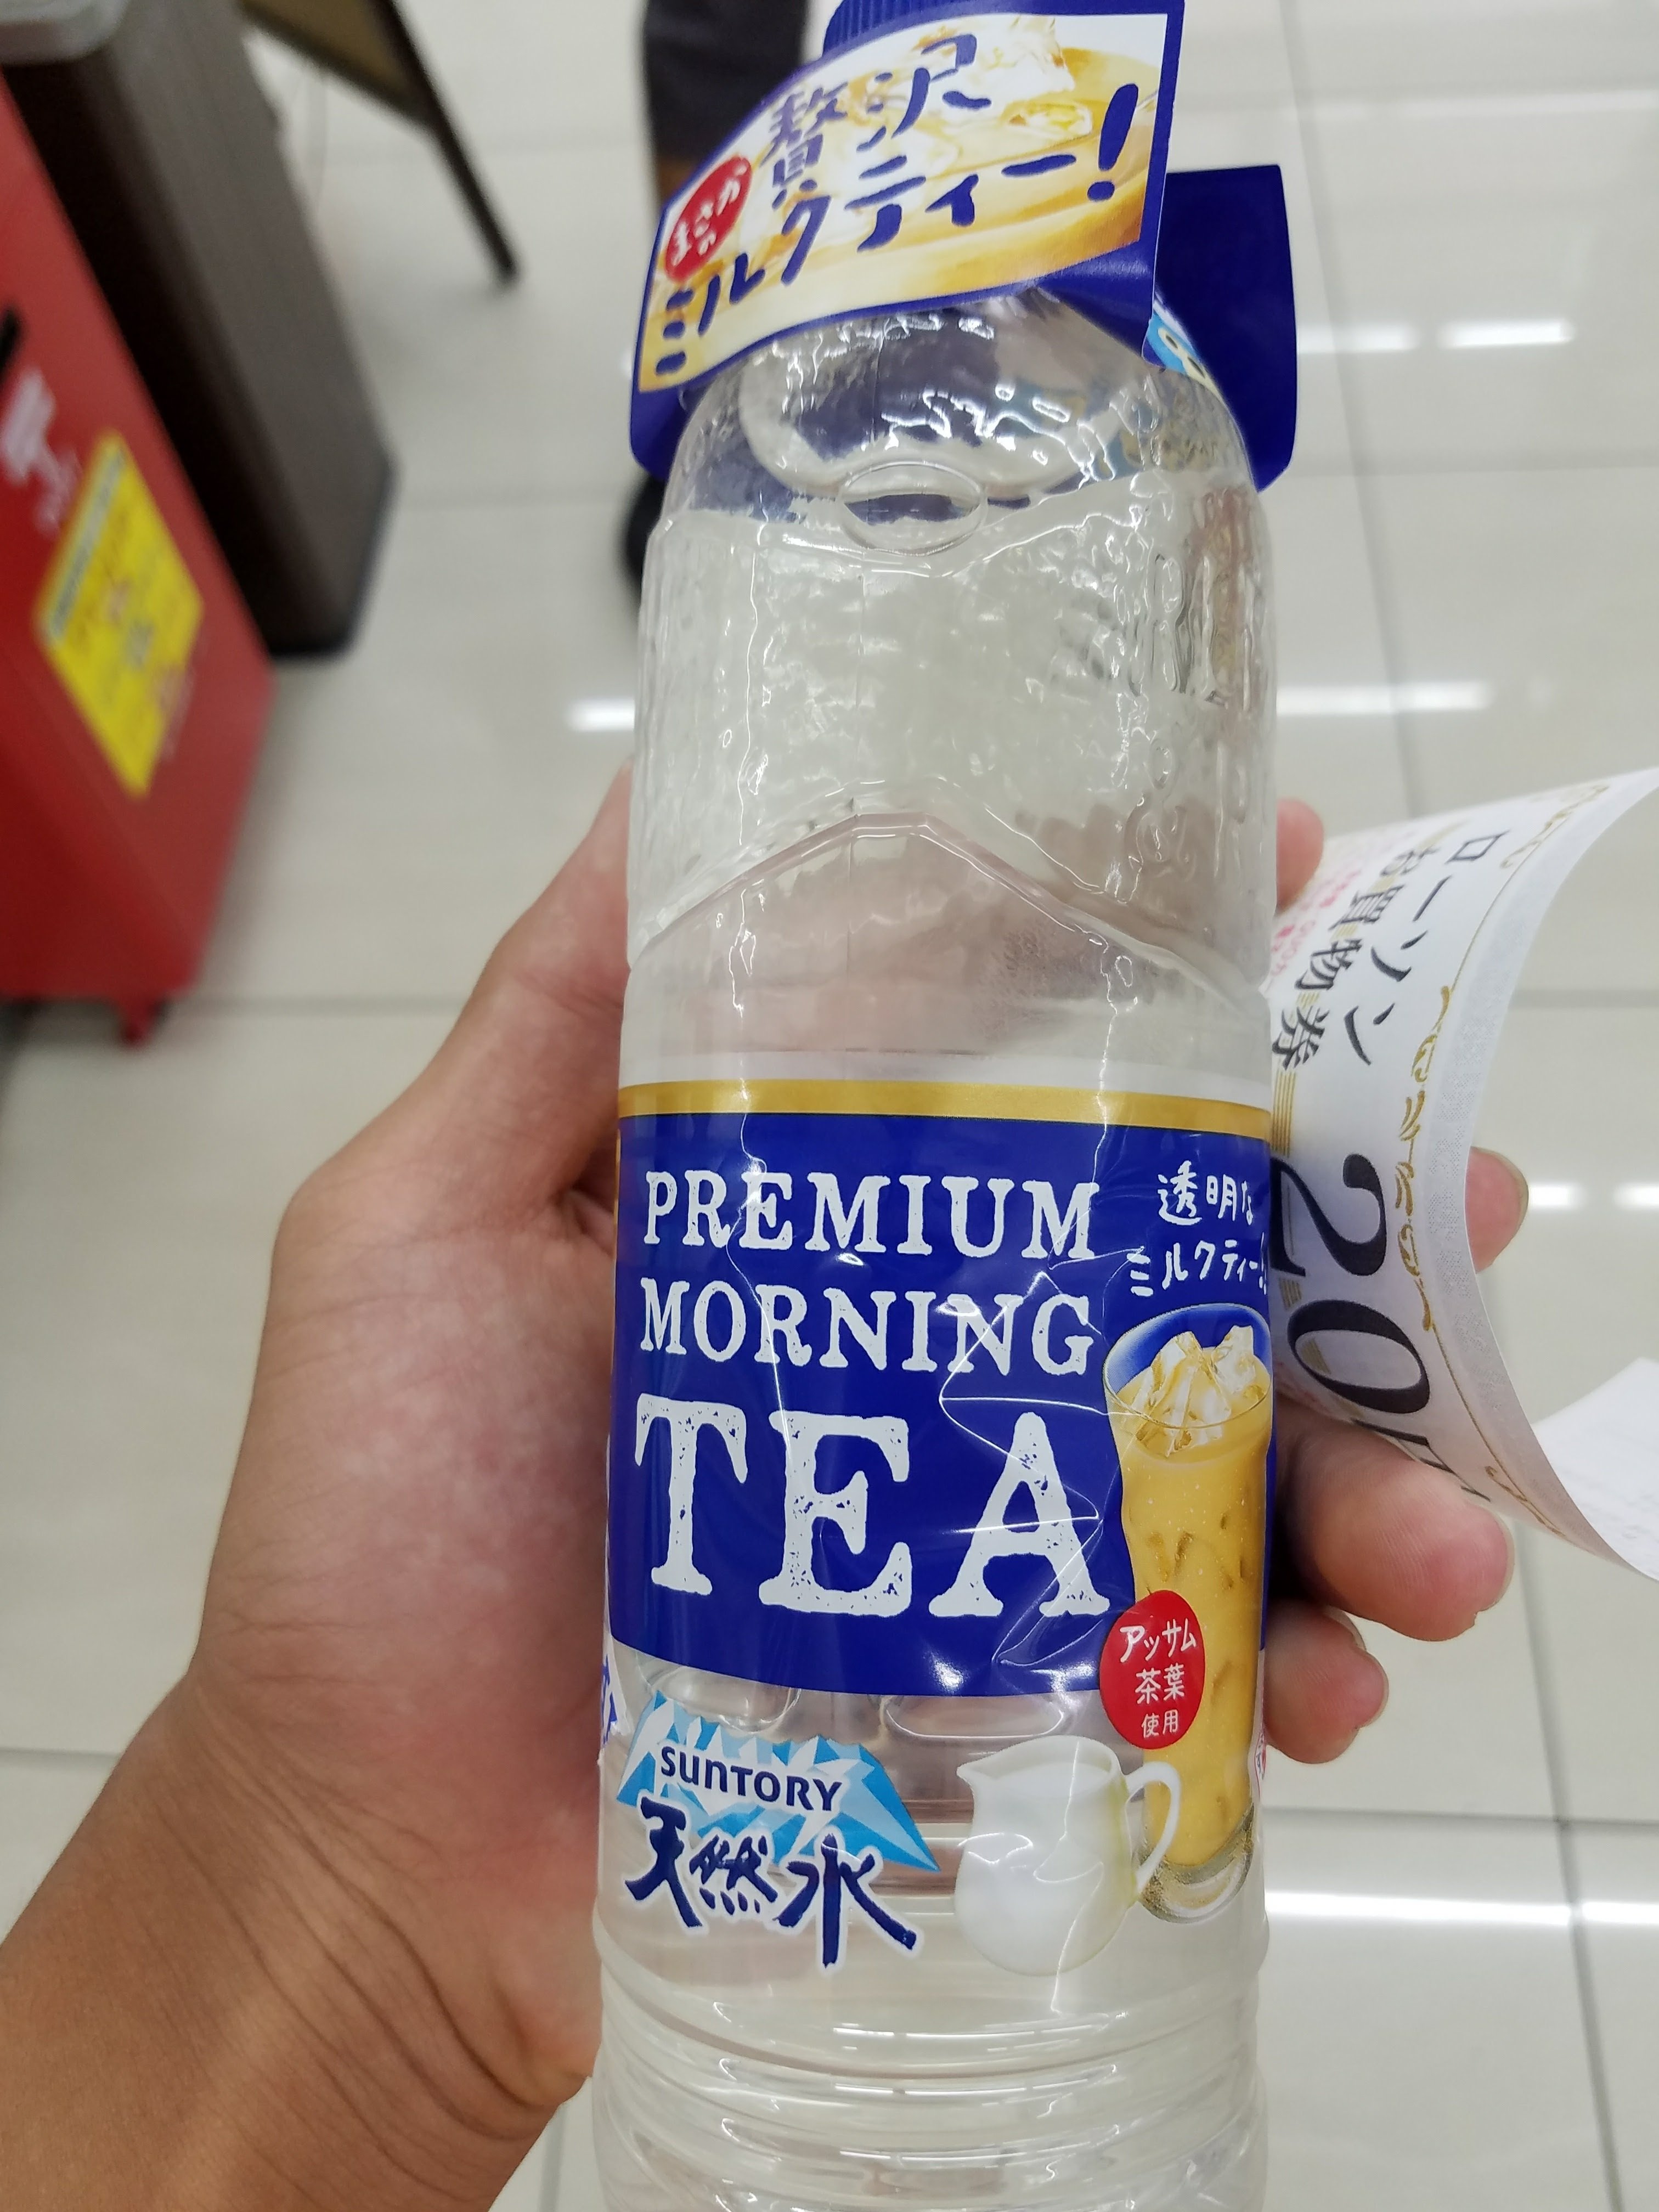 まさかの
贅沢
ミルクティー!
PREMIUM
MORNING
TEA
透明な
ミルクティー!
アッサム
茶葉
使用
SUNTORY
天然水
ローソン
お買物券
20